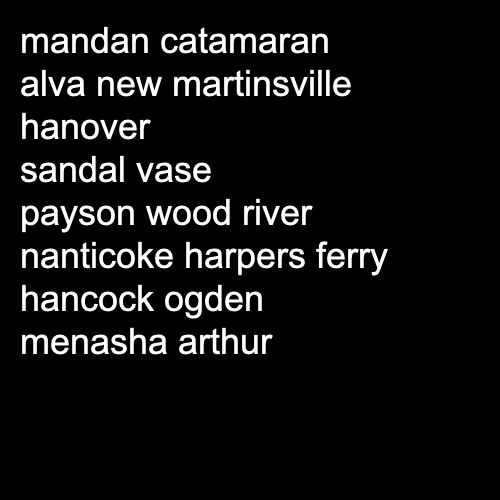 mandan catamaran
alva new martinsville
hanover
sandal vase
payson wood river
nanticoke harpers ferry
hancock ogden
menasha arthur